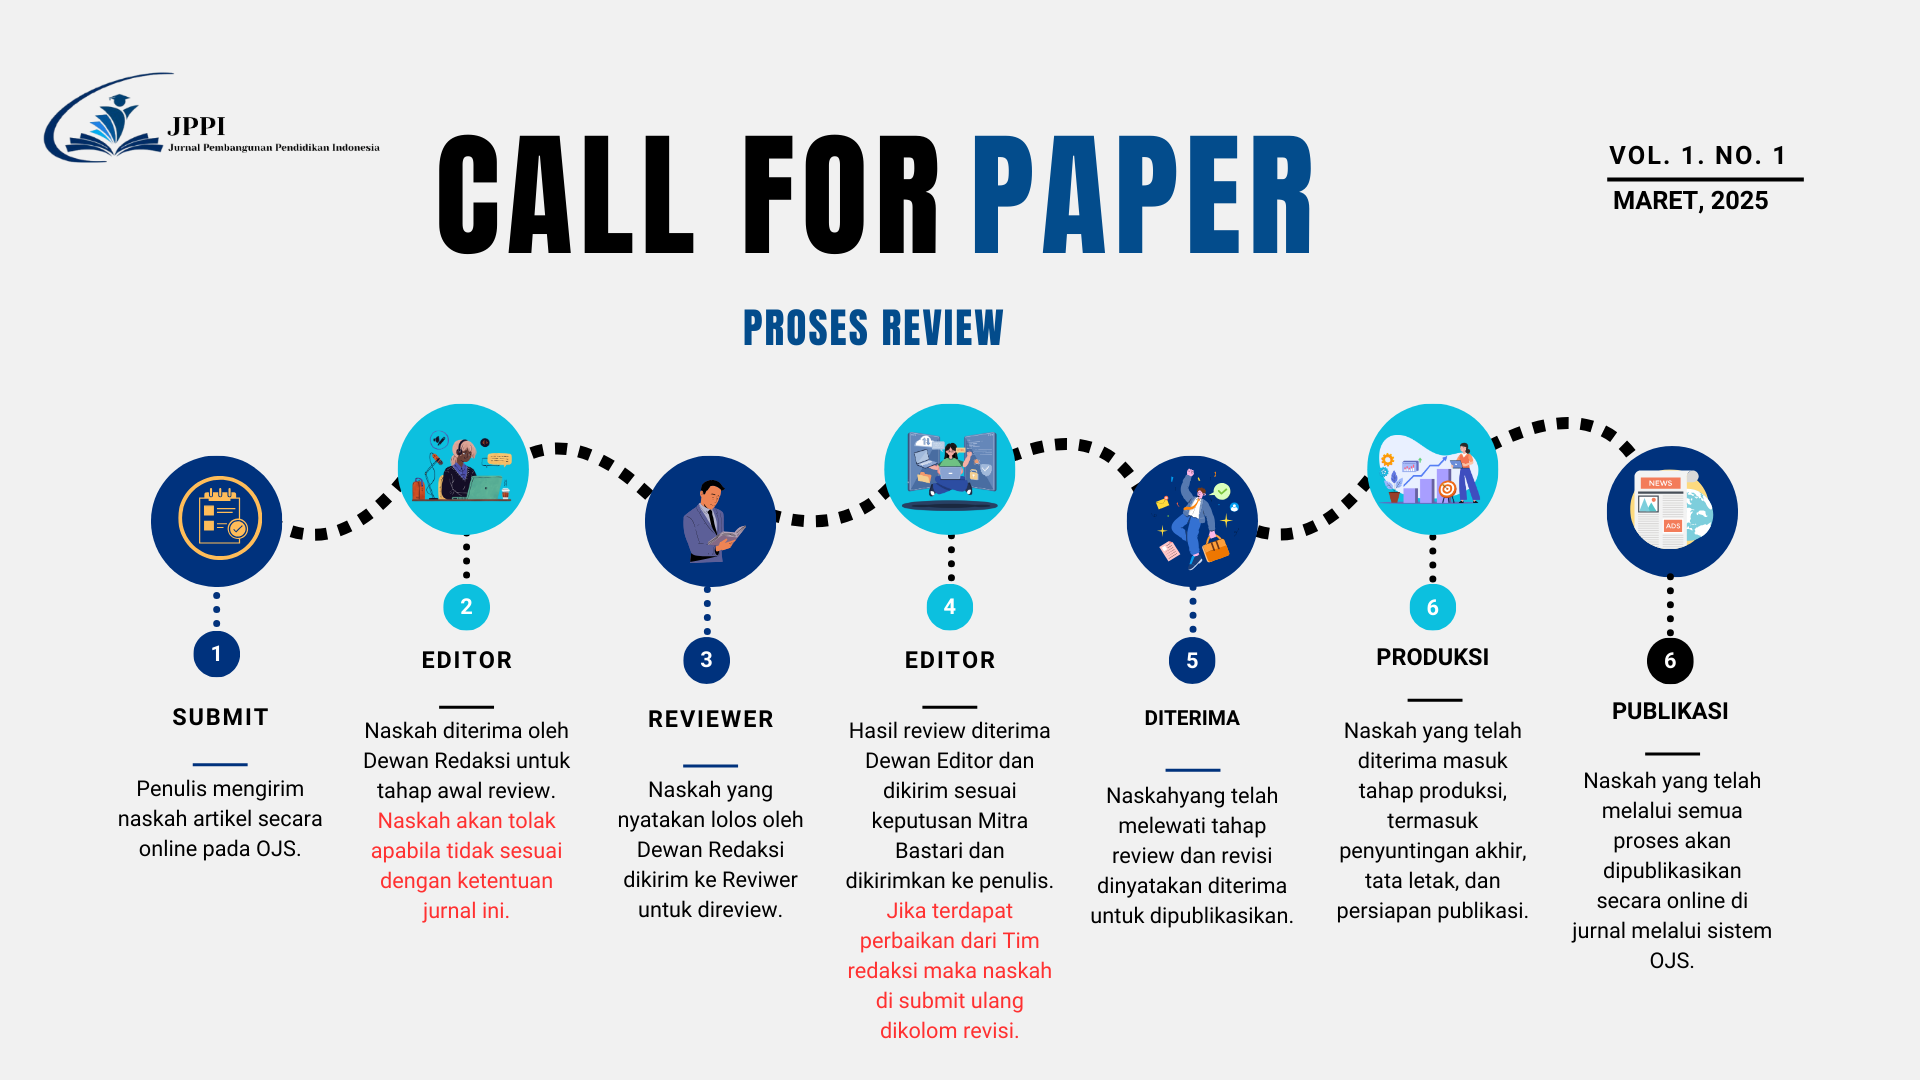 JPPI
Jurnal Pembangunan Pendidikan Indonesia
CALL FOR PAPER
VOL. 1. NO. 1
MARET, 2025
PROSES REVIEW
1
SUBMIT
Penulis mengirim
naskah artikel secara
online pada OJS.
2
EDITOR
Naskah diterima oleh
Dewan Redaksi untuk
tahap awal review.
Naskah akan tolak
apabila tidak sesuai
dengan ketentuan
jurnal ini.
3
REVIEWER
Naskah yang
nyatakan lolos oleh
Dewan Redaksi
dikirim ke Reviwer
untuk direview.
4
EDITOR
Hasil review diterima
Dewan Editor dan
dikirim sesuai
keputusan Mitra
Bastari dan
dikirimkan ke penulis.
Jika terdapat
perbaikan dari Tim
redaksi maka naskah
di submit ulang
dikolom revisi.
5
DITERIMA
Naskahyang telah
melewati tahap
review dan revisi
dinyatakan diterima
untuk dipublikasikan.
6
PRODUKSI
Naskah yang telah
diterima masuk
tahap produksi,
termasuk
penyuntingan akhir,
tata letak, dan
persiapan publikasi.
NEWS
ADS
6
PUBLIKASI
Naskah yang telah
melalui semua
proses akan
dipublikasikan
secara online di
jurnal melalui sistem
OJS.